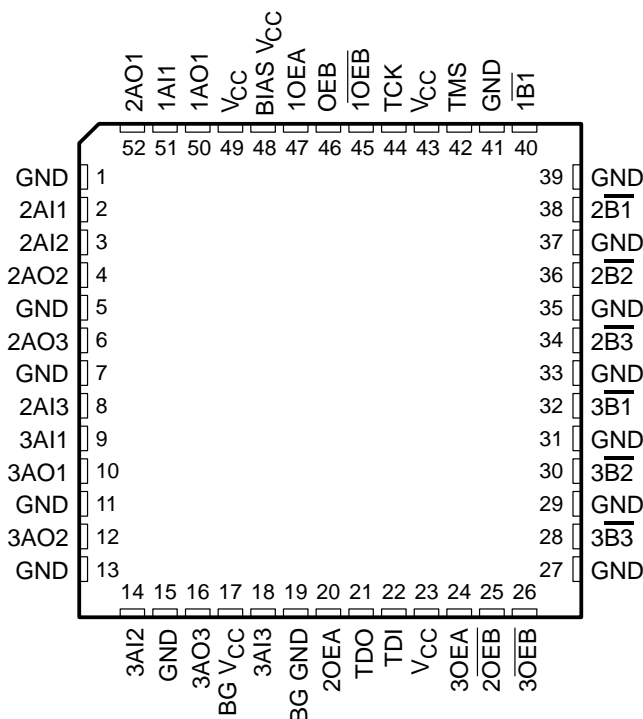 2AO1
1AI1
1AO1
VCC
BIAS VCC
1OEA
OEB
1OEB
TCK
VCC
TMS
GND
1B1
52 51 50 49 48 47 46 45 44 43 42 41 40
GND 1 39 GND
2AI1 2 38 2B1
2AI2 3 37 GND
2AO2 4 36 2B2
GND 5 35 GND
2AO3 6 34 2B3
GND 7 33 GND
2AI3 8 32 3B1
3AI1 9 31 GND
3AO1 10 30 3B2
GND 11 29 GND
3AO2 12 28 3B3
GND 13 27 GND
14 15 16 17 18 19 20 21 22 23 24 25 26
3AI2
GND
3AO3
BG VCC
3AI3
BG GND
2OEA
TDO
TDI
VCC
3OEA
2OEB
3OEB